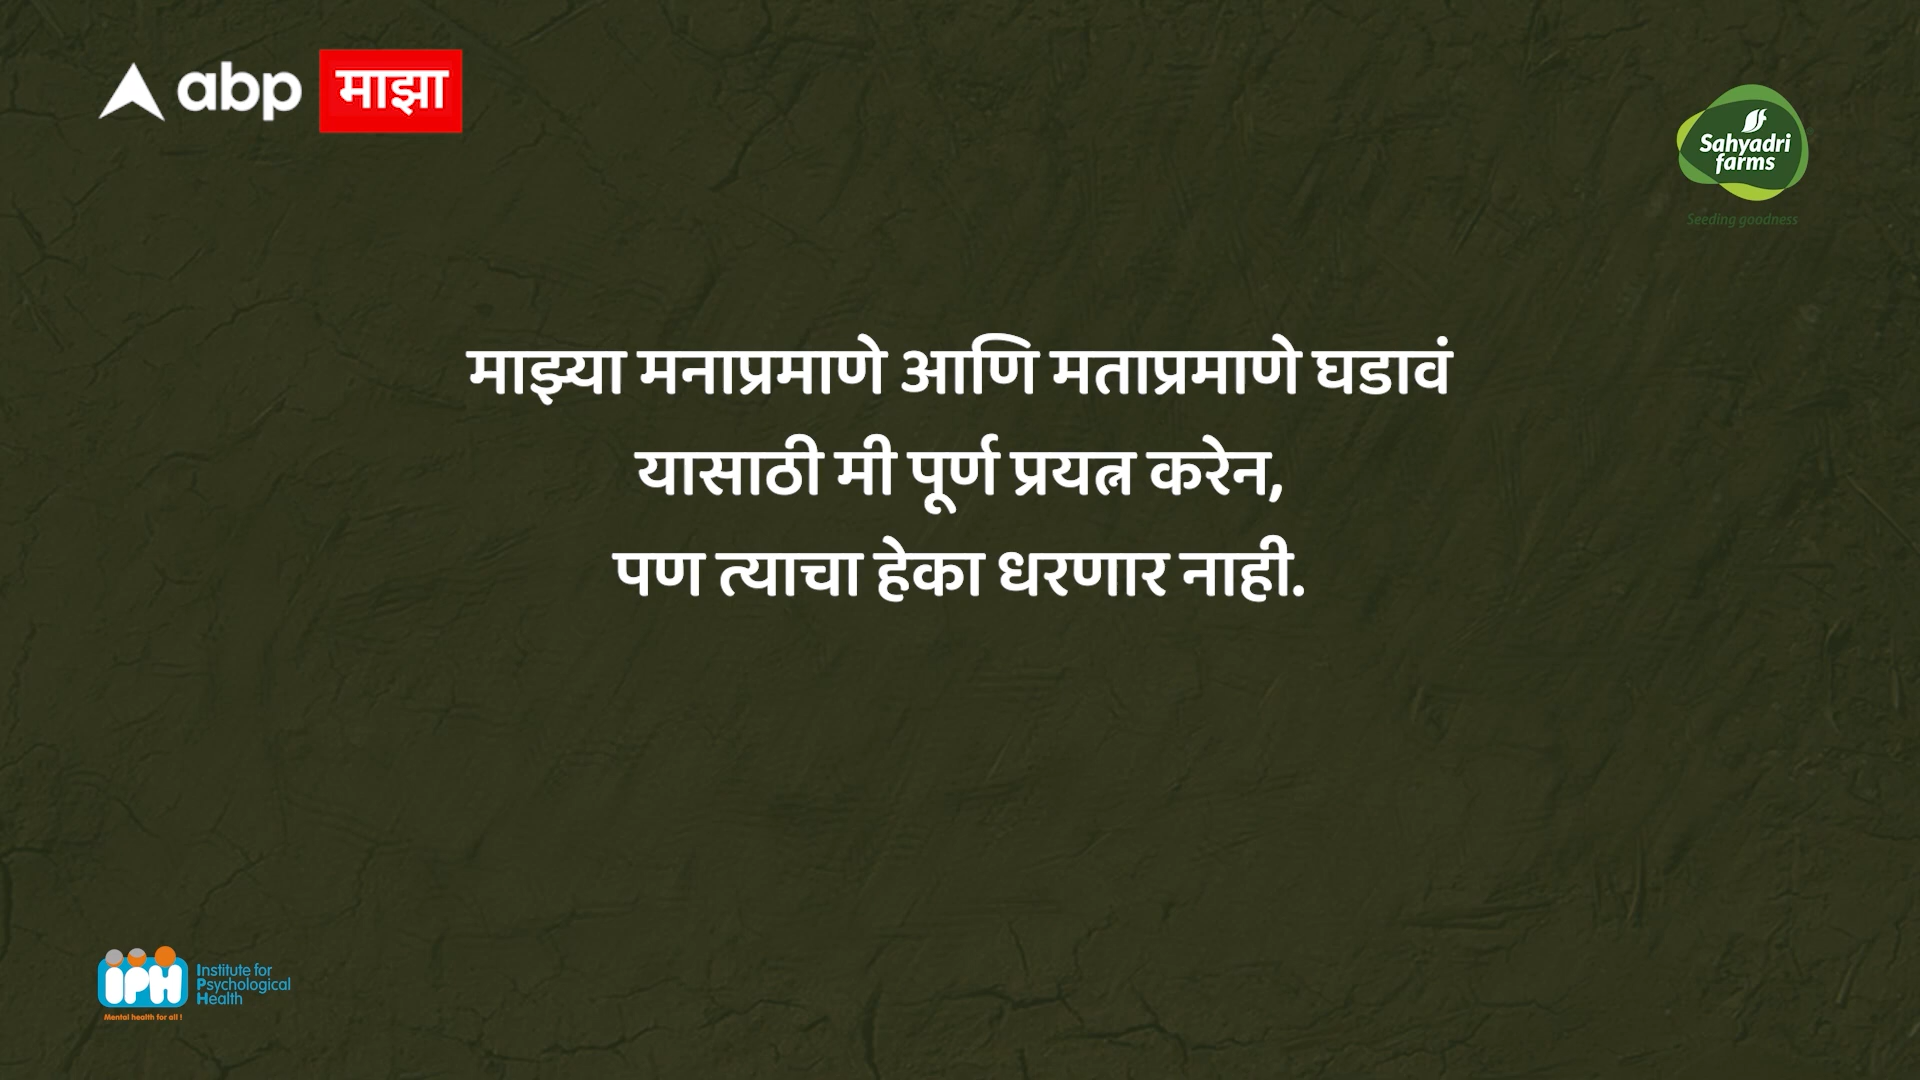 abp माझा
Sahyadri
farms
Seeding goodness
माझ्या मनाप्रमाणे आणि मताप्रमाणे घडावं
यासाठी मी पूर्ण प्रयत्न करेन,
पण त्याचा हेका धरणार नाही.
iPH
Institute for
Psychological
Health
Mental health for all !